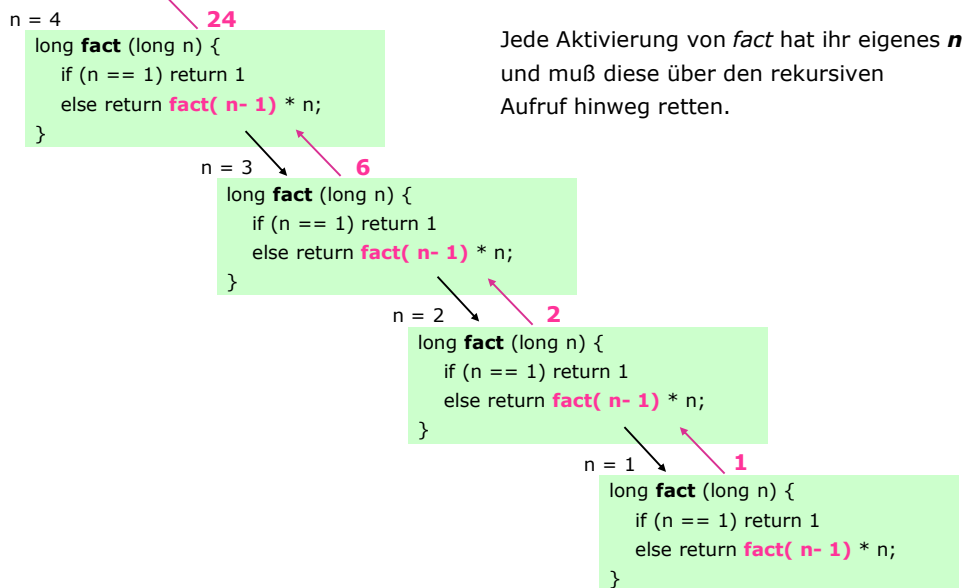 n = 4
24
long fact (long n) {
if (n == 1) return 1
else return fact( n- 1) * n;
}
Jede Aktivierung von fact hat ihr eigenes n
und muß diese über den rekursiven
Aufruf hinweg retten.
n = 3
6
long fact (long n) {
if (n == 1) return 1
else return fact( n- 1) * n;
}
n = 2
2
long fact (long n) {
if (n == 1) return 1
else return fact( n- 1) * n;
}
n = 1
1
long fact (long n) {
if (n == 1) return 1
else return fact( n- 1) * n;
}